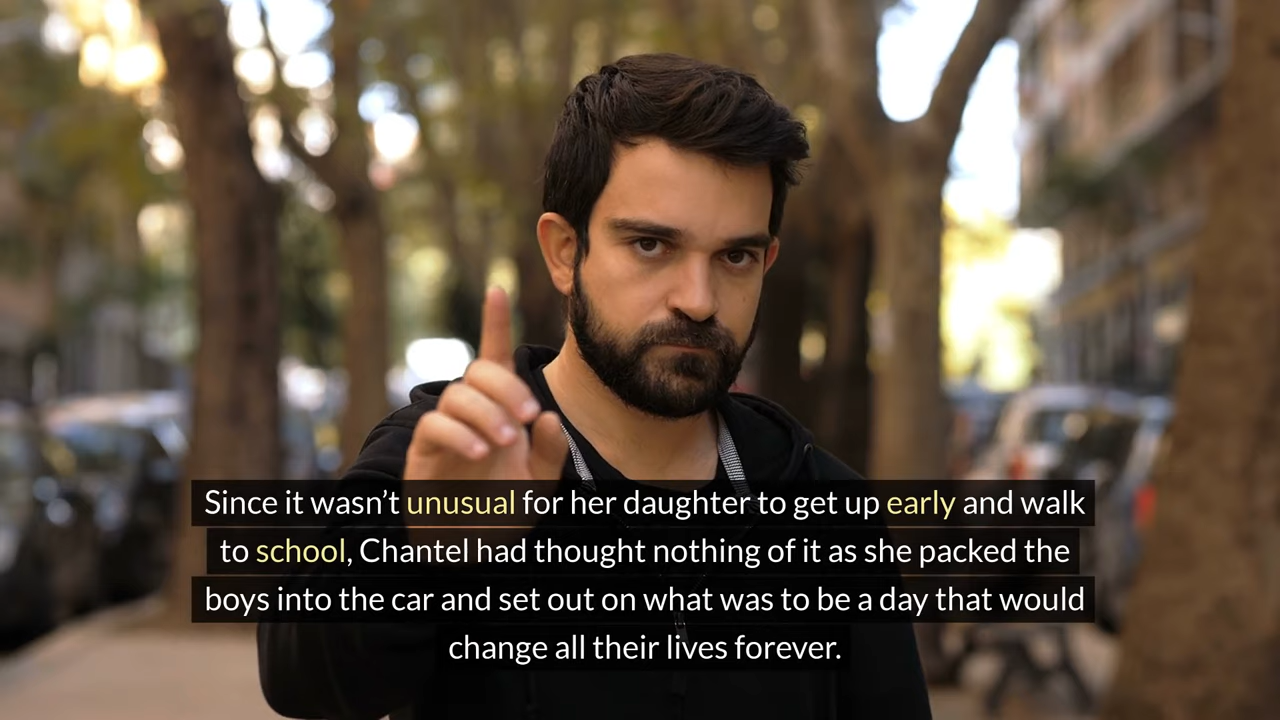 Since it wasn’t unusual for her daughter to get up early and walk
to school, Chantel had thought nothing of it as she packed the
boys into the car and set out on what was to be a day that would
change all their lives forever.